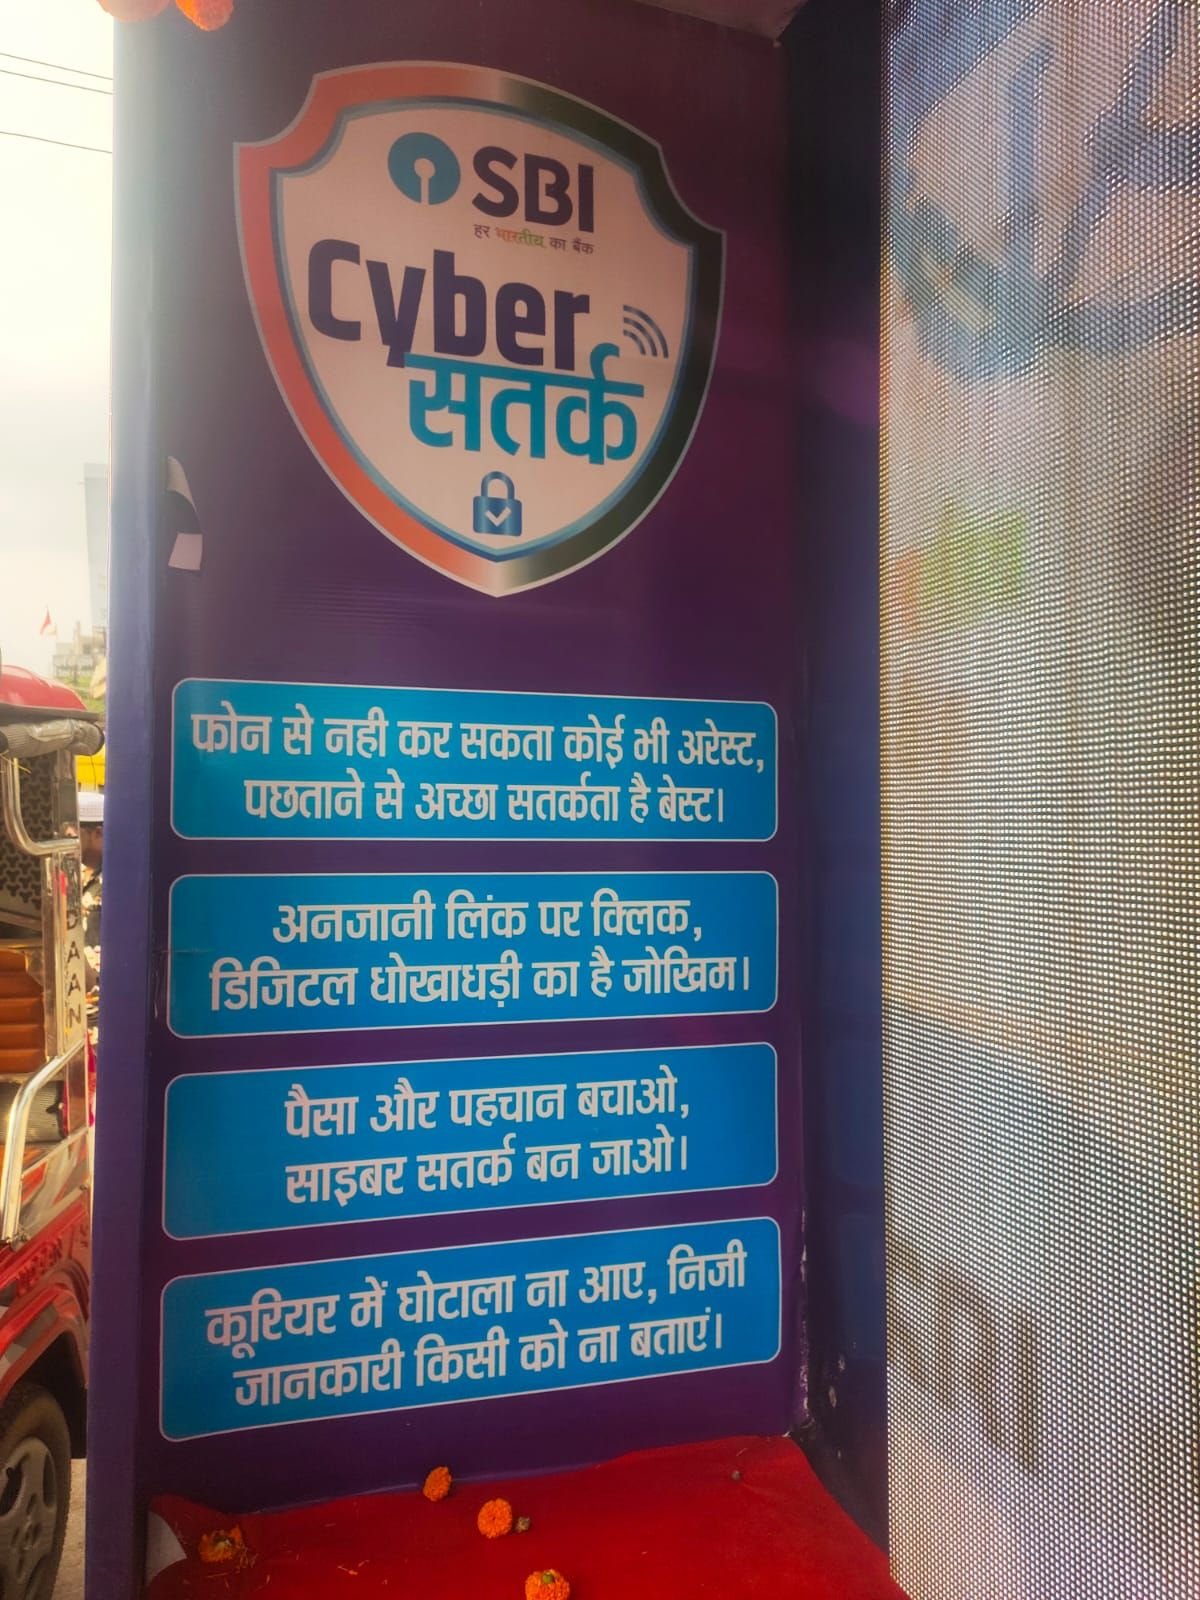 SBI
हर भारतीय का बैंक
Cyber
सतर्क
फोन से नही कर सकता कोई भी अरेस्ट,
पछताने से अच्छा सतर्कता है बेस्ट।
अनजानी लिंक पर क्लिक,
डिजिटल धोखाधड़ी का है जोखिम।
पैसा और पहचान बचाओ,
साइबर सतर्क बन जाओ।
कूरियर में घोटाला ना आए, निजी
जानकारी किसी को ना बताएं।